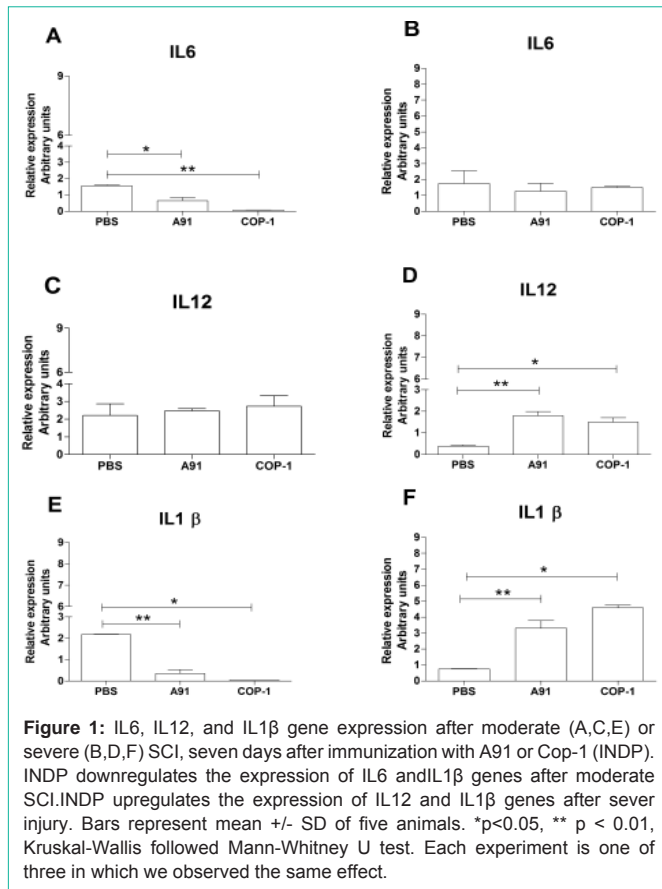 A
IL6
Relative expression
Arbitrary units
9
6
4
3
2
1
0
*
**
PBS A91 COP-1
B
IL6
Relative expression
Arbitrary units
9
8
7
6
5
4
3
2
1
0
PBS A91 COP-1
C
IL12
Relative expression
Arbitrary units
9
6
4
3
2
1
0
PBS A91 COP-1
D
IL12
Relative expression
Arbitrary units
9
8
7
6
3
2
1
0
*
**
PBS A91 COP-1
E
IL1 β
Relative expression
Arbitrary units
9
8
7
6
3
2
1
0
*
**
PBS A91 COP-1
F
IL1 β
Relative expression
Arbitrary units
9
8
7
6
5
4
3
2
1
0
*
**
PBS A91 COP-1
Figure 1: IL6, IL12, and IL1β gene expression after moderate (A,C,E) or
severe (B,D,F) SCI, seven days after immunization with A91 or Cop-1 (INDP).
INDP downregulates the expression of IL6 andIL1β genes after moderate
SCI.INDP upregulates the expression of IL12 and IL1β genes after sever
injury. Bars represent mean +/- SD of five animals. *p<0.05, ** p < 0.01,
Kruskal-Wallis followed Mann-Whitney U test. Each experiment is one of
three in which we observed the same effect.